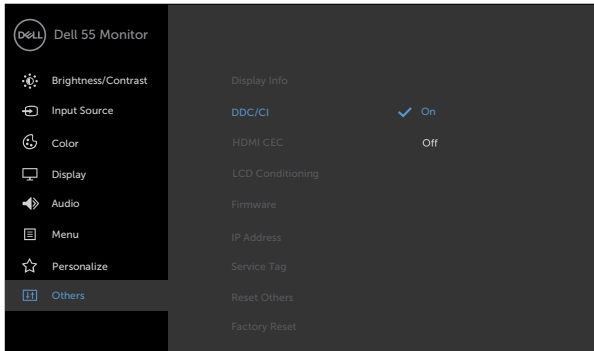 DELL Dell 55 Monitor
Brightness/Contrast
Input Source
Color
Display
Audio
Menu
Personalize
Others
Display Info
DDC/CI
HDMI CEC
LCD Conditioning
Firmware
IP Address
Service Tag
Reset Others
Factory Reset
On
Off